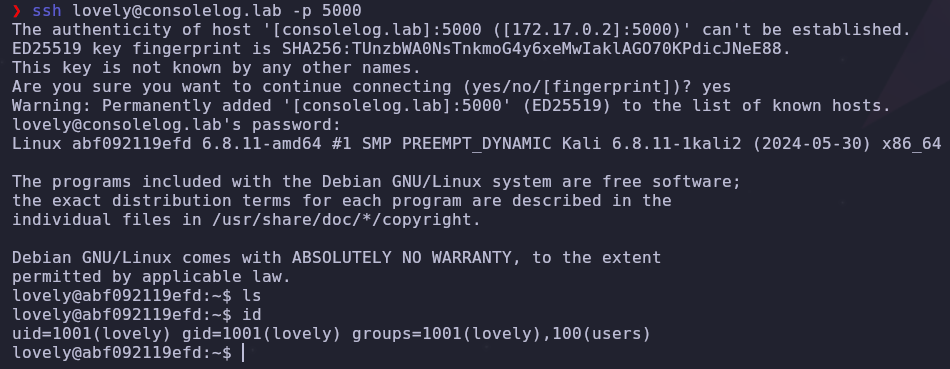 ❯ ssh lovely@consolelog.lab -p 5000
The authenticity of host '[consolelog.lab]:5000 ([172.17.0.2]:5000)' can't be established.
ED25519 key fingerprint is SHA256:TUnzbWA0NsTnkmoG4y6xeMwIaklAGO70KPdicJNeE88.
This key is not known by any other names.
Are you sure you want to continue connecting (yes/no/[fingerprint])? yes
Warning: Permanently added '[consolelog.lab]:5000' (ED25519) to the list of known hosts.
lovely@consolelog.lab's password:
Linux abf092119efd 6.8.11-amd64 #1 SMP PREEMPT_DYNAMIC Kali 6.8.11-1kali2 (2024-05-30) x86_64
The programs included with the Debian GNU/Linux system are free software;
the exact distribution terms for each program are described in the
individual files in /usr/share/doc/*/copyright.
Debian GNU/Linux comes with ABSOLUTELY NO WARRANTY, to the extent
permitted by applicable law.
lovely@abf092119efd:~$ ls
lovely@abf092119efd:~$ id
uid=1001(lovely) gid=1001(lovely) groups=1001(lovely),100(users)
lovely@abf092119efd:~$